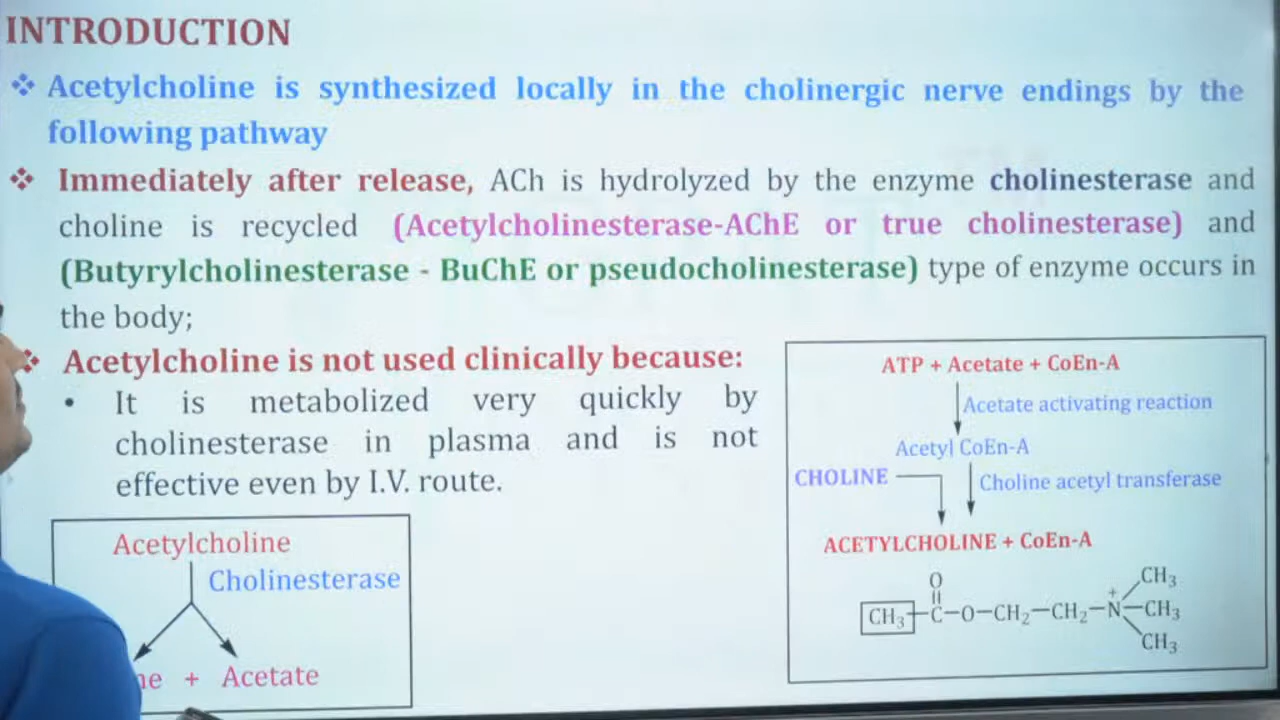 INTRODUCTION
❖ Acetylcholine is synthesized locally in the cholinergic nerve endings by the
following pathway
❖ Immediately after release, ACh is hydrolyzed by the enzyme cholinesterase and
choline is recycled (Acetylcholinesterase-AChE or true cholinesterase) and
(Butyrylcholinesterase - BuChE or pseudocholinesterase) type of enzyme occurs in
the body;
❖ Acetylcholine is not used clinically because:
• It is metabolized very quickly by
cholinesterase in plasma and is not
effective even by I.V. route.
Acetylcholine
Cholinesterase
+ Acetate
ATP + Acetate + CoEn-A
Acetate activating reaction
Acetyl CoEn-A
CHOLINE
Choline acetyl transferase
ACETYLCHOLINE + CoEn-A
O
CH₃
CH₃–C–O–CH₂–CH₂–N–CH₃
+
CH₃